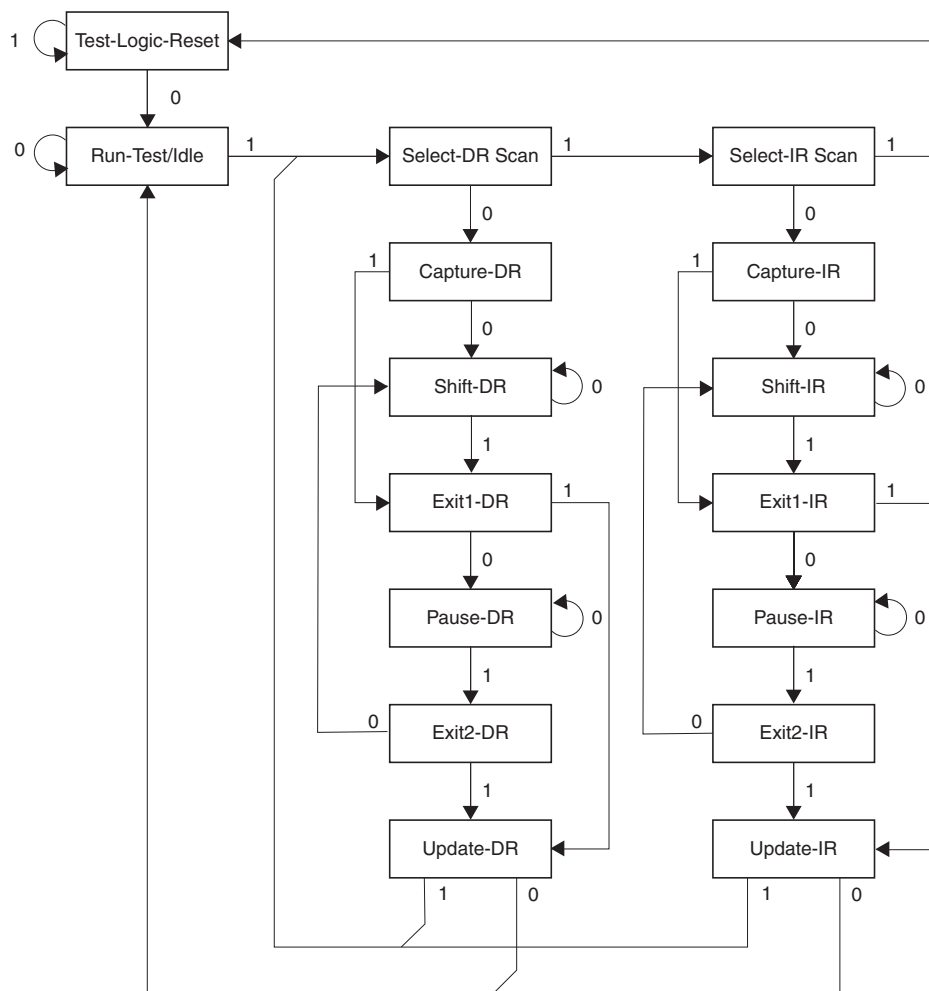 1 Test-Logic-Reset
0
0 Run-Test/Idle 1 Select-DR Scan 1 Select-IR Scan 1
0 0
1 Capture-DR 1 Capture-IR
0 0
Shift-DR 0 Shift-IR 0
1 1
Exit1-DR 1 Exit1-IR 1
0 0
Pause-DR 0 Pause-IR 0
1 1
0 Exit2-DR 0 Exit2-IR
1 1
Update-DR Update-IR
1 0 1 0